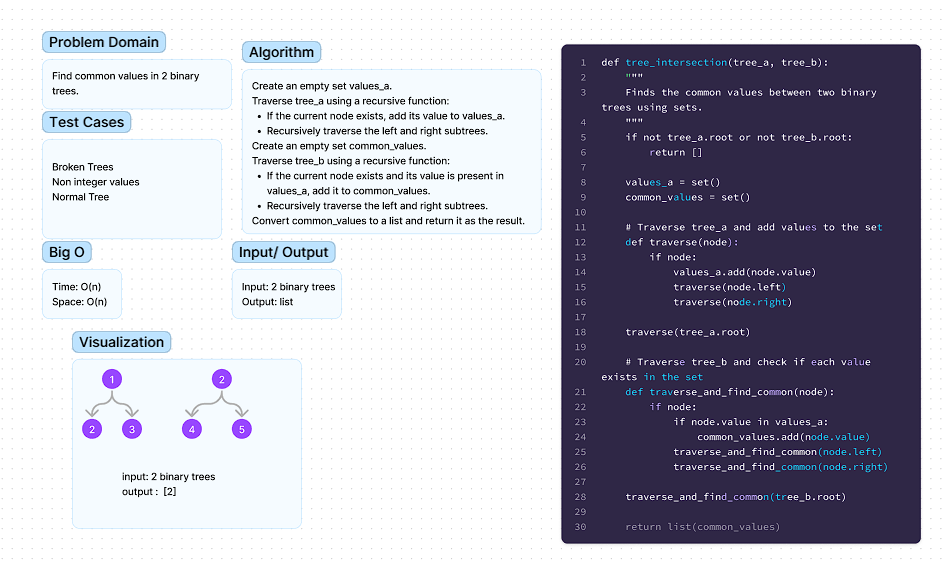 Problem Domain
Find common values in 2 binary
trees.
Test Cases
Broken Trees
Non integer values
Normal Tree
Algorithm
Create an empty set values_a.
Traverse tree_a using a recursive function:
• If the current node exists, add its value to values_a.
• Recursively traverse the left and right subtrees.
Create an empty set common_values.
Traverse tree_b using a recursive function:
• If the current node exists and its value is present in
values_a, add it to common_values.
• Recursively traverse the left and right subtrees.
Convert common_values to a list and return it as the result.
Big O
Time: O(n)
Space: O(n)
Input/ Output
Input: 2 binary trees
Output: list
Visualization
1
2
2 3
4 5
input: 2 binary trees
output : [2]
1 def tree_intersection(tree_a, tree_b):
2 """
3 Finds the common values between two binary
trees using sets.
4 """
5 if not tree_a.root or not tree_b.root:
6 return []
7
8 values_a = set()
9 common_values = set()
10
11 # Traverse tree_a and add values to the set
12 def traverse(node):
13 if node:
14 values_a.add(node.value)
15 traverse(node.left)
16 traverse(node.right)
17
18 traverse(tree_a.root)
19
20 # Traverse tree_b and check if each value
exists in the set
21 def traverse_and_find_common(node):
22 if node:
23 if node.value in values_a:
24 common_values.add(node.value)
25 traverse_and_find_common(node.left)
26 traverse_and_find_common(node.right)
27
28 traverse_and_find_common(tree_b.root)
29
30 return list(common_values)